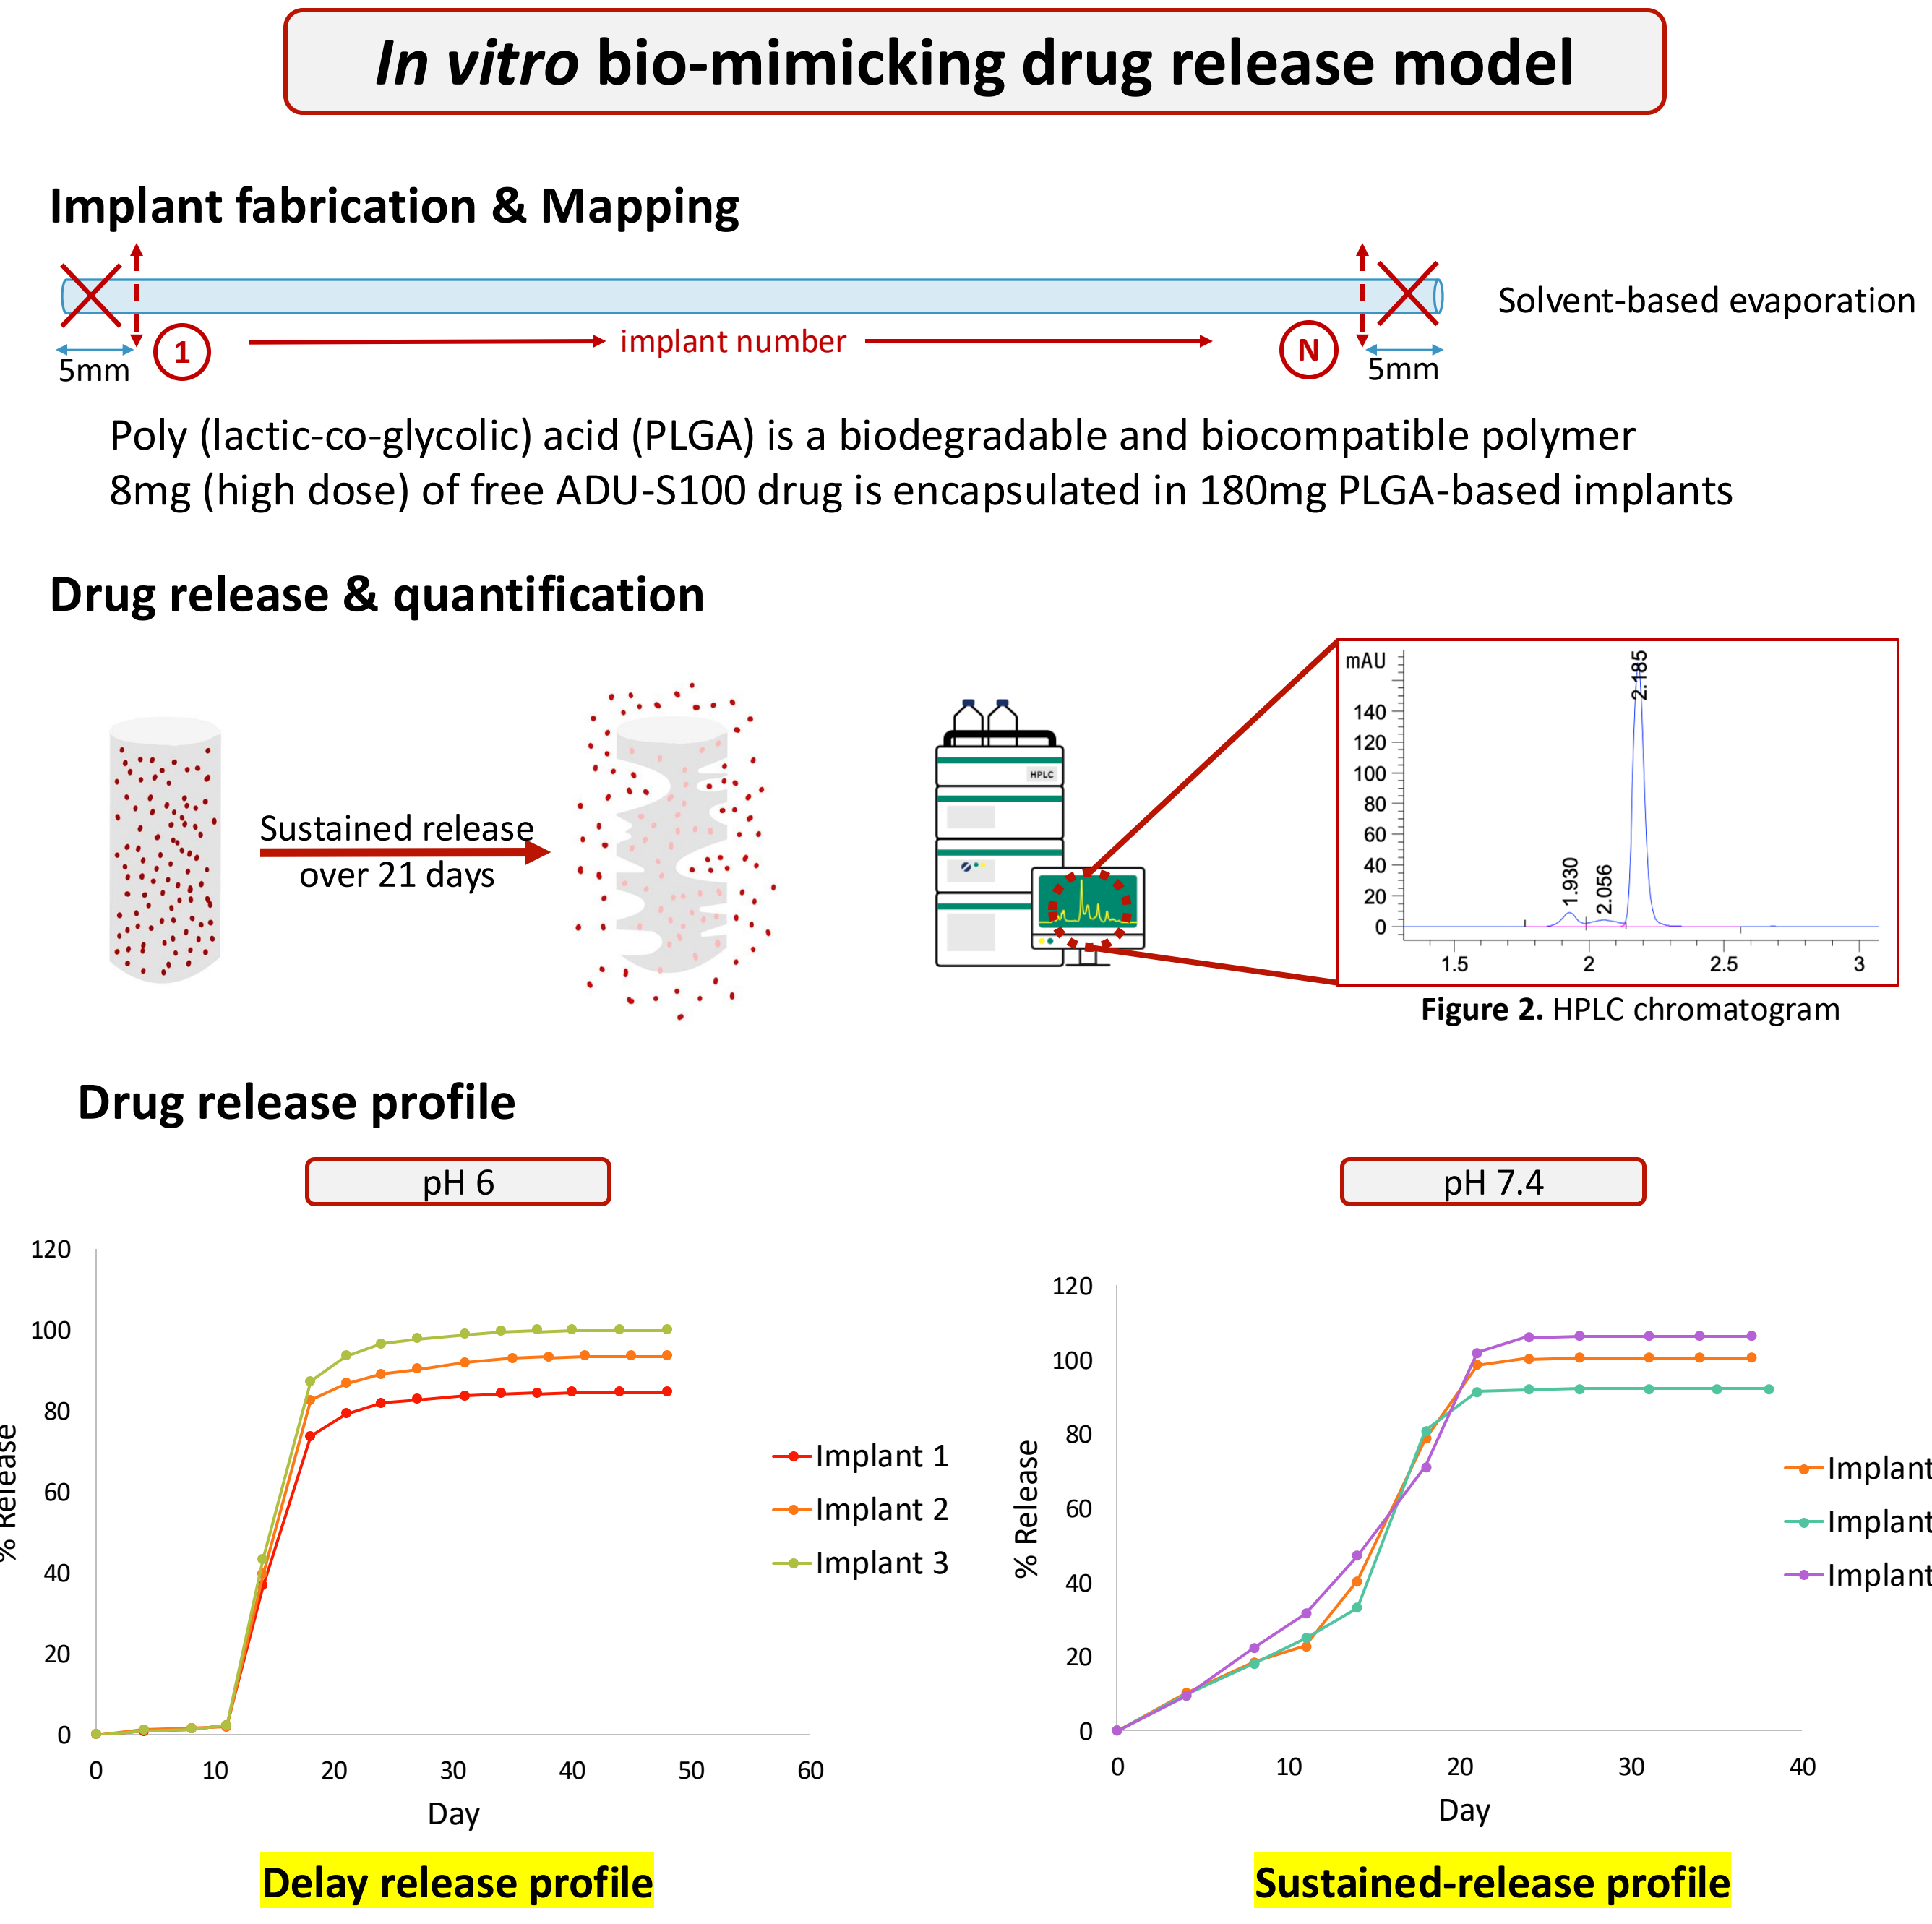 In vitro bio-mimicking drug release model
Implant fabrication & Mapping
Solvent-based evaporation
1
implant number
N
5mm
5mm
Poly (lactic-co-glycolic) acid (PLGA) is a biodegradable and biocompatible polymer
8mg (high dose) of free ADU-S100 drug is encapsulated in 180mg PLGA-based implants
Drug release & quantification
Sustained release
over 21 days
HPLC
mAU
140
120
100
80
60
40
20
0
1.930
2.056
2.185
1.5 2 2.5 3
Figure 2. HPLC chromatogram
Drug release profile
pH 6
120
100
80
60
40
20
0
% Release
0 10 20 30 40 50 60
Day
Implant 1
Implant 2
Implant 3
Delay release profile
pH 7.4
120
100
80
60
40
20
0
% Release
0 10 20 30 40
Day
Implant
Implant
Implant
Sustained-release profile